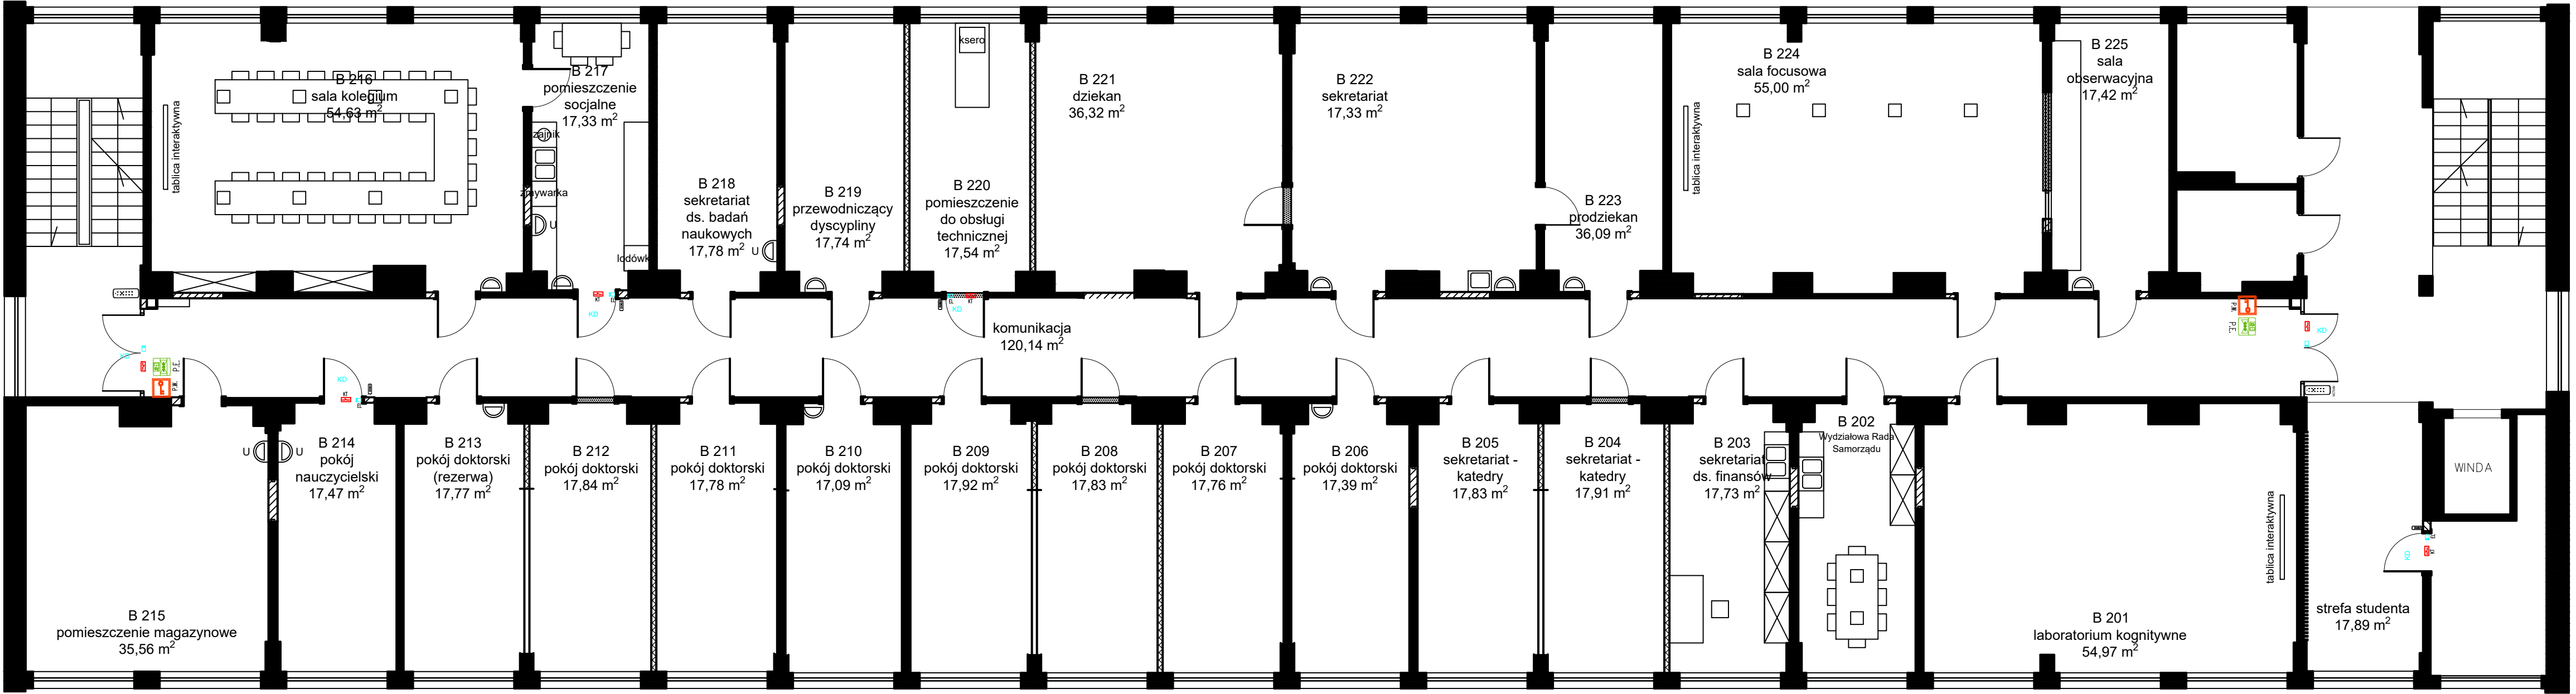 B 216
sala kolegium
54,63 m²
tablica interaktywna
B 217
pomieszczenie
socjalne
17,33 m²
zmywarka
lodówk
U
B 218
sekretariat
ds. badań
naukowych
17,78 m²
U
B 219
przewodniczący
dyscypliny
17,74 m²
ksero
B 220
pomieszczenie
do obsługi
technicznej
17,54 m²
B 221
dziekan
36,32 m²
B 222
sekretariat
17,33 m²
B 223
prodziekan
36,09 m²
tablica interaktywna
B 224
sala focusowa
55,00 m²
B 225
sala
obserwacyjna
17,42 m²
KD
KD
komunikacja
120,14 m²
P.W.
P.E.
KD
KD
P.E.
P.W.
KD
B 215
pomieszczenie magazynowe
35,56 m²
U
U
B 214
pokój
nauczycielski
17,47 m²
B 213
pokój doktorski
(rezerwa)
17,77 m²
B 212
pokój doktorski
17,84 m²
B 211
pokój doktorski
17,78 m²
B 210
pokój doktorski
17,09 m²
B 209
pokój doktorski
17,92 m²
B 208
pokój doktorski
17,83 m²
B 207
pokój doktorski
17,76 m²
B 206
pokój doktorski
17,39 m²
B 205
sekretariat -
katedry
17,83 m²
B 204
sekretariat -
katedry
17,91 m²
B 203
sekretariat
ds. finansów
17,73 m²
B 202
Wydziałowa Rada
Samorządu
B 201
laboratorium kognitywne
54,97 m²
tablica interaktywna
strefa studenta
17,89 m²
KD
WINDA